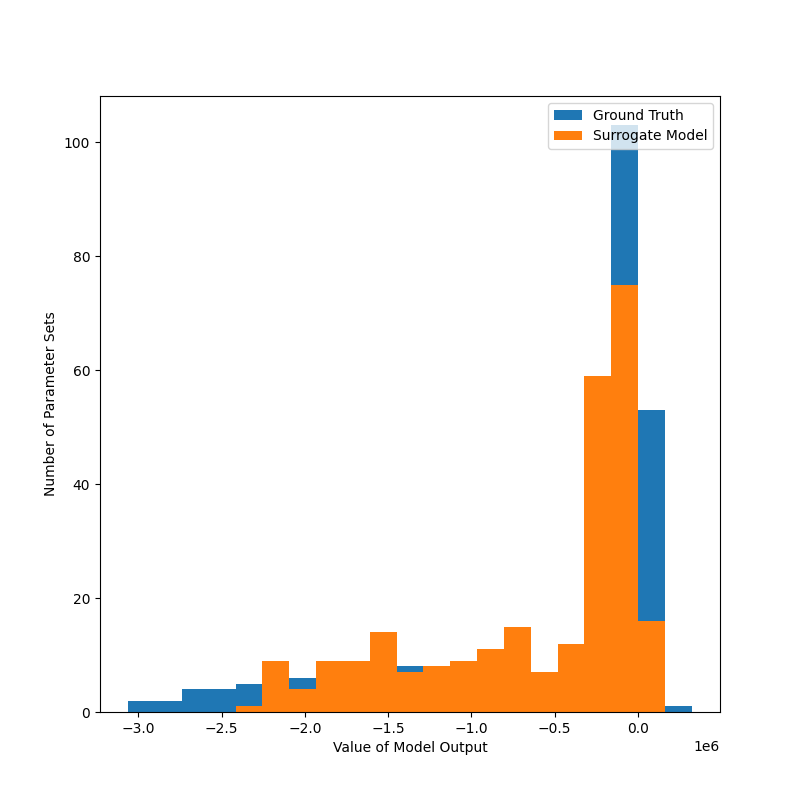 Ground Truth
Surrogate Model
100
80
60
40
20
0
Number of Parameter Sets
−3.0 −2.5 −2.0 −1.5 −1.0 −0.5 0.0
1e6
Value of Model Output